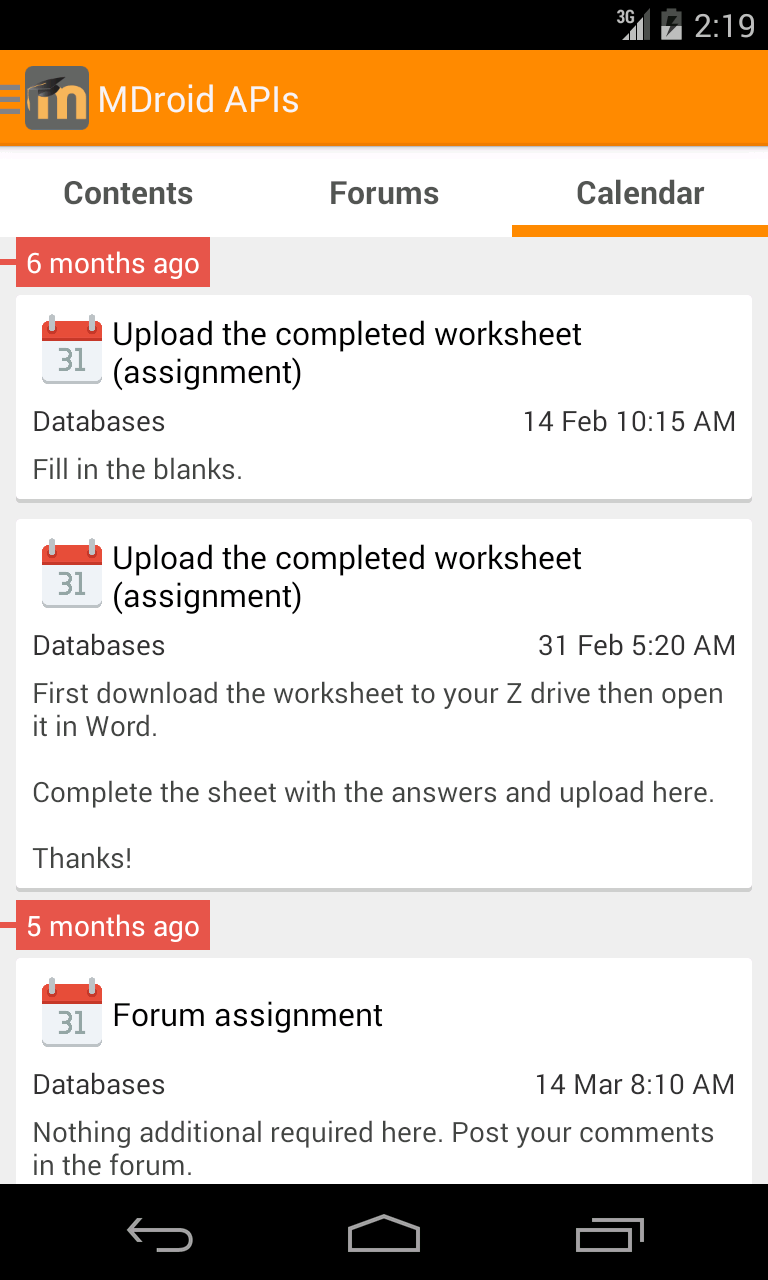 3G 2:19
m MDroid APIs
Contents Forums Calendar
6 months ago
31 Upload the completed worksheet
(assignment)
Databases 14 Feb 10:15 AM
Fill in the blanks.
31 Upload the completed worksheet
(assignment)
Databases 31 Feb 5:20 AM
First download the worksheet to your Z drive then open
it in Word.
Complete the sheet with the answers and upload here.
Thanks!
5 months ago
31 Forum assignment
Databases 14 Mar 8:10 AM
Nothing additional required here. Post your comments
in the forum.